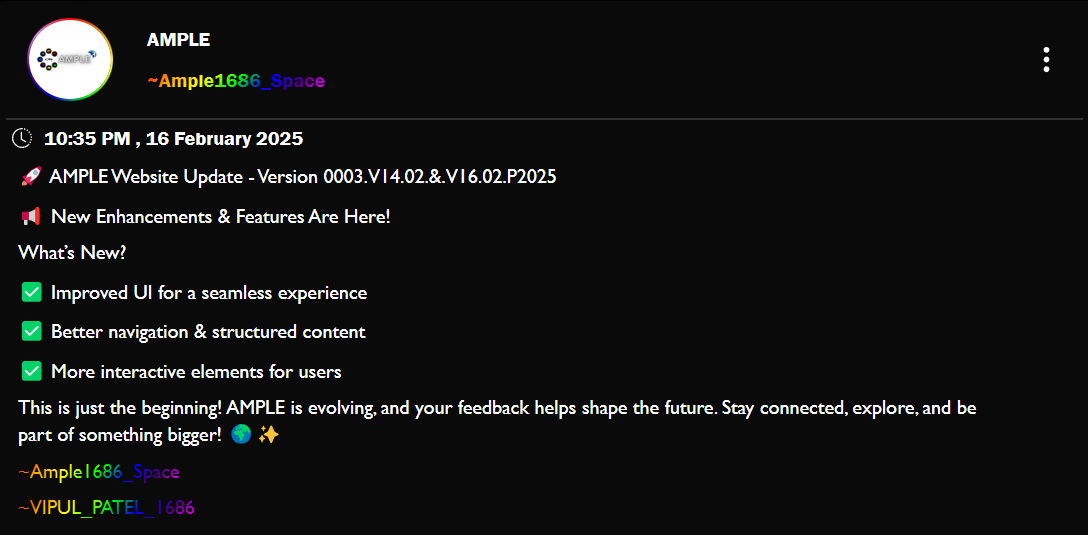 AMPLE
AMPLE
~Ample1686_Space
10:35 PM , 16 February 2025
🚀 AMPLE Website Update - Version 0003.V14.02.&.V16.02.P2025
📢 New Enhancements & Features Are Here!
What’s New?
✅ Improved UI for a seamless experience
✅ Better navigation & structured content
✅ More interactive elements for users
This is just the beginning! AMPLE is evolving, and your feedback helps shape the future. Stay connected, explore, and be
part of something bigger! 🌍 ✨
~Ample1686_Space
~VIPUL_PATEL_1686